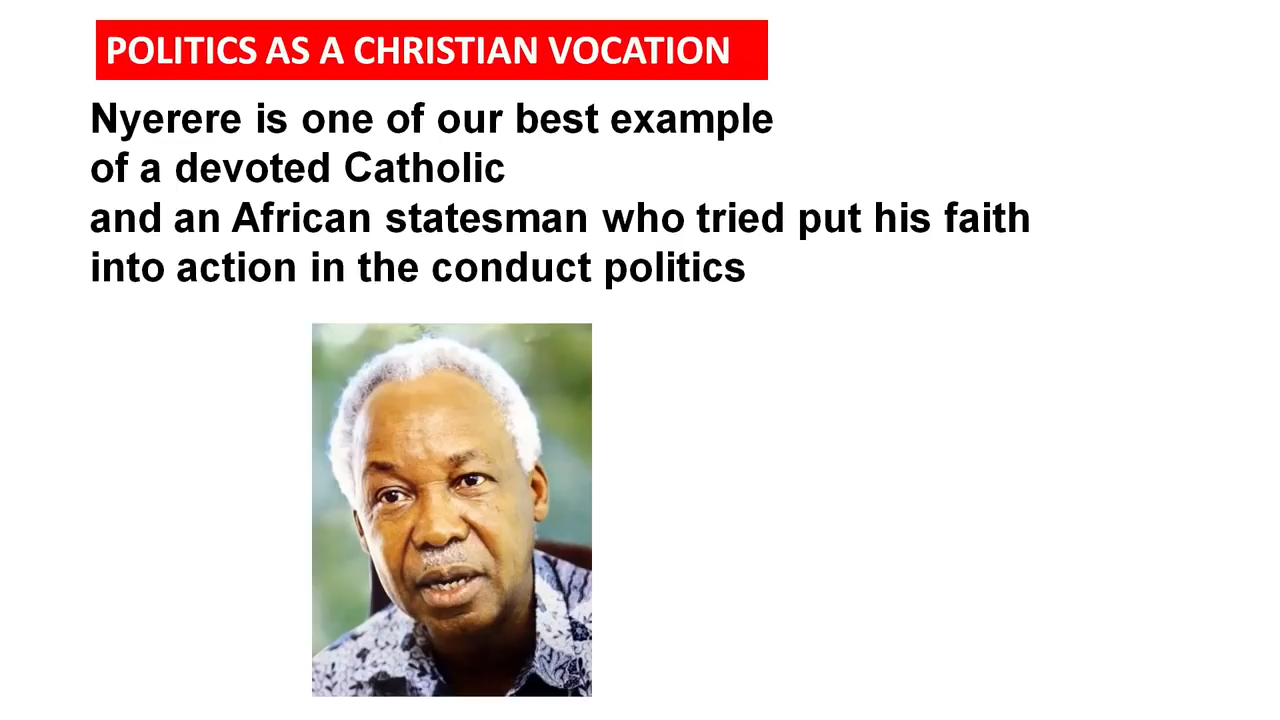 POLITICS AS A CHRISTIAN VOCATION
Nyerere is one of our best example
of a devoted Catholic
and an African statesman who tried put his faith
into action in the conduct politics